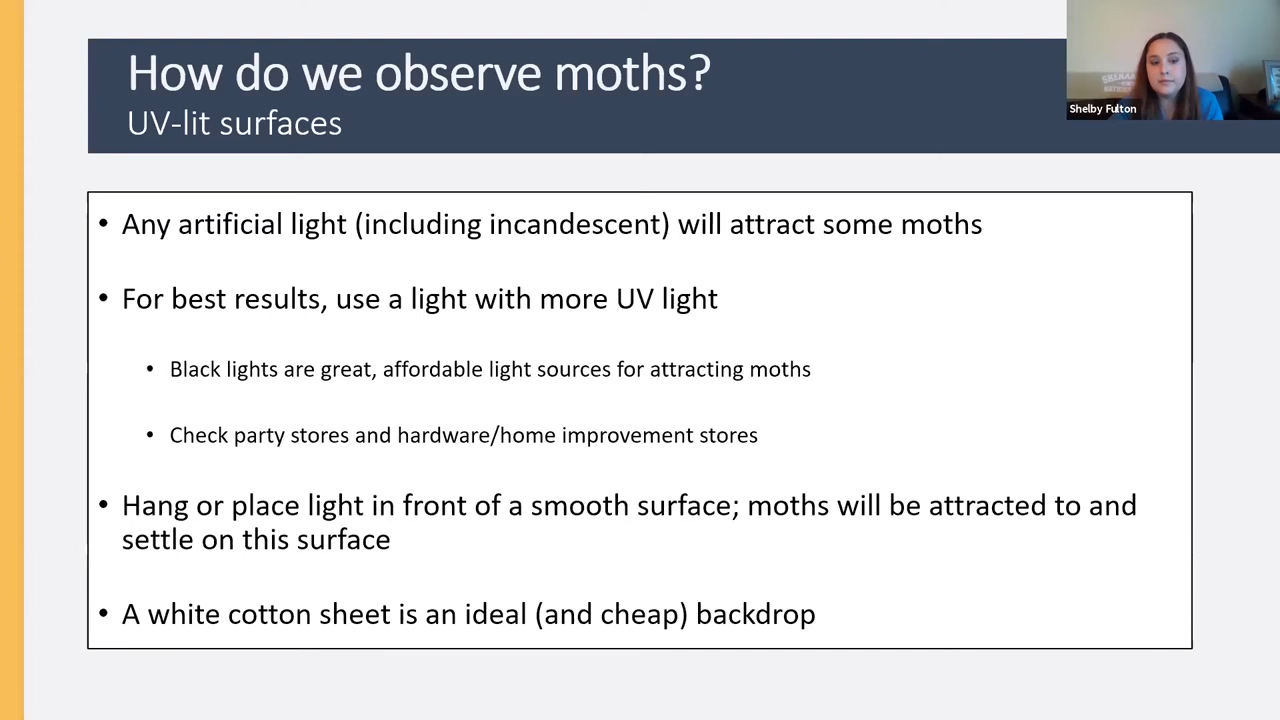 How do we observe moths?
UV-lit surfaces
Shelby Fulton
• Any artificial light (including incandescent) will attract some moths
• For best results, use a light with more UV light
• Black lights are great, affordable light sources for attracting moths
• Check party stores and hardware/home improvement stores
• Hang or place light in front of a smooth surface; moths will be attracted to and
settle on this surface
• A white cotton sheet is an ideal (and cheap) backdrop